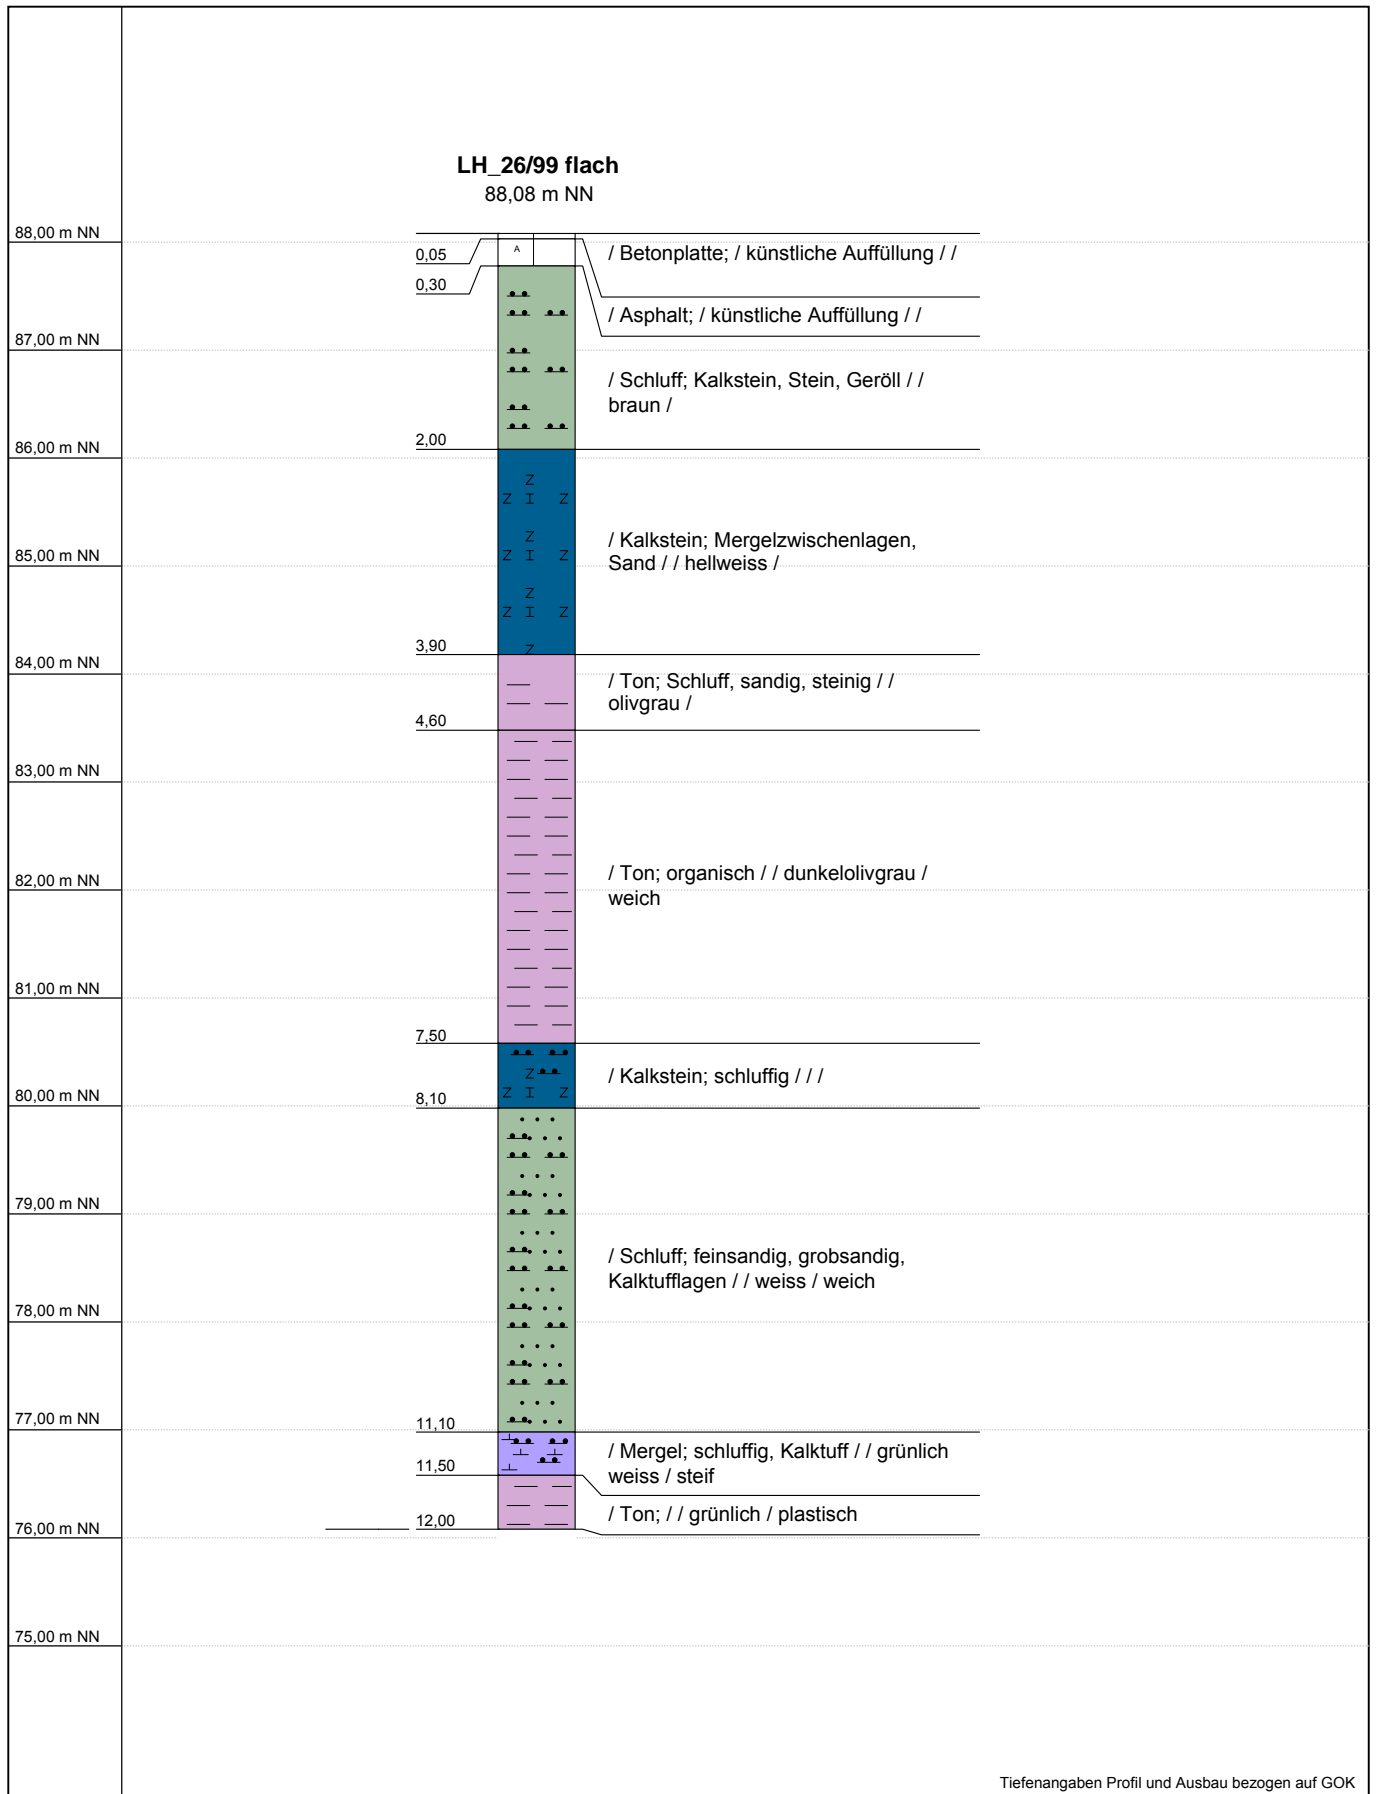 LH_26/99 flach
88,08 m NN
88,00 m NN
0,05
A
/ Betonplatte; / künstliche Auffüllung / /
0,30
/ Asphalt; / künstliche Auffüllung / /
87,00 m NN
/ Schluff; Kalkstein, Stein, Geröll / /
braun /
2,00
86,00 m NN
/ Kalkstein; Mergelzwischenlagen,
Sand / / hellweiss /
85,00 m NN
3,90
84,00 m NN
/ Ton; Schluff, sandig, steinig / /
olivgrau /
4,60
83,00 m NN
/ Ton; organisch / / dunkelolivgrau /
weich
82,00 m NN
81,00 m NN
7,50
/ Kalkstein; schluffig / / /
80,00 m NN
8,10
79,00 m NN
/ Schluff; feinsandig, grobsandig,
Kalktufflagen / / weiss / weich
78,00 m NN
77,00 m NN
11,10
/ Mergel; schluffig, Kalktuff / / grünlich
weiss / steif
11,50
/ Ton; / / grünlich / plastisch
12,00
76,00 m NN
75,00 m NN
Tiefenangaben Profil und Ausbau bezogen auf GOK